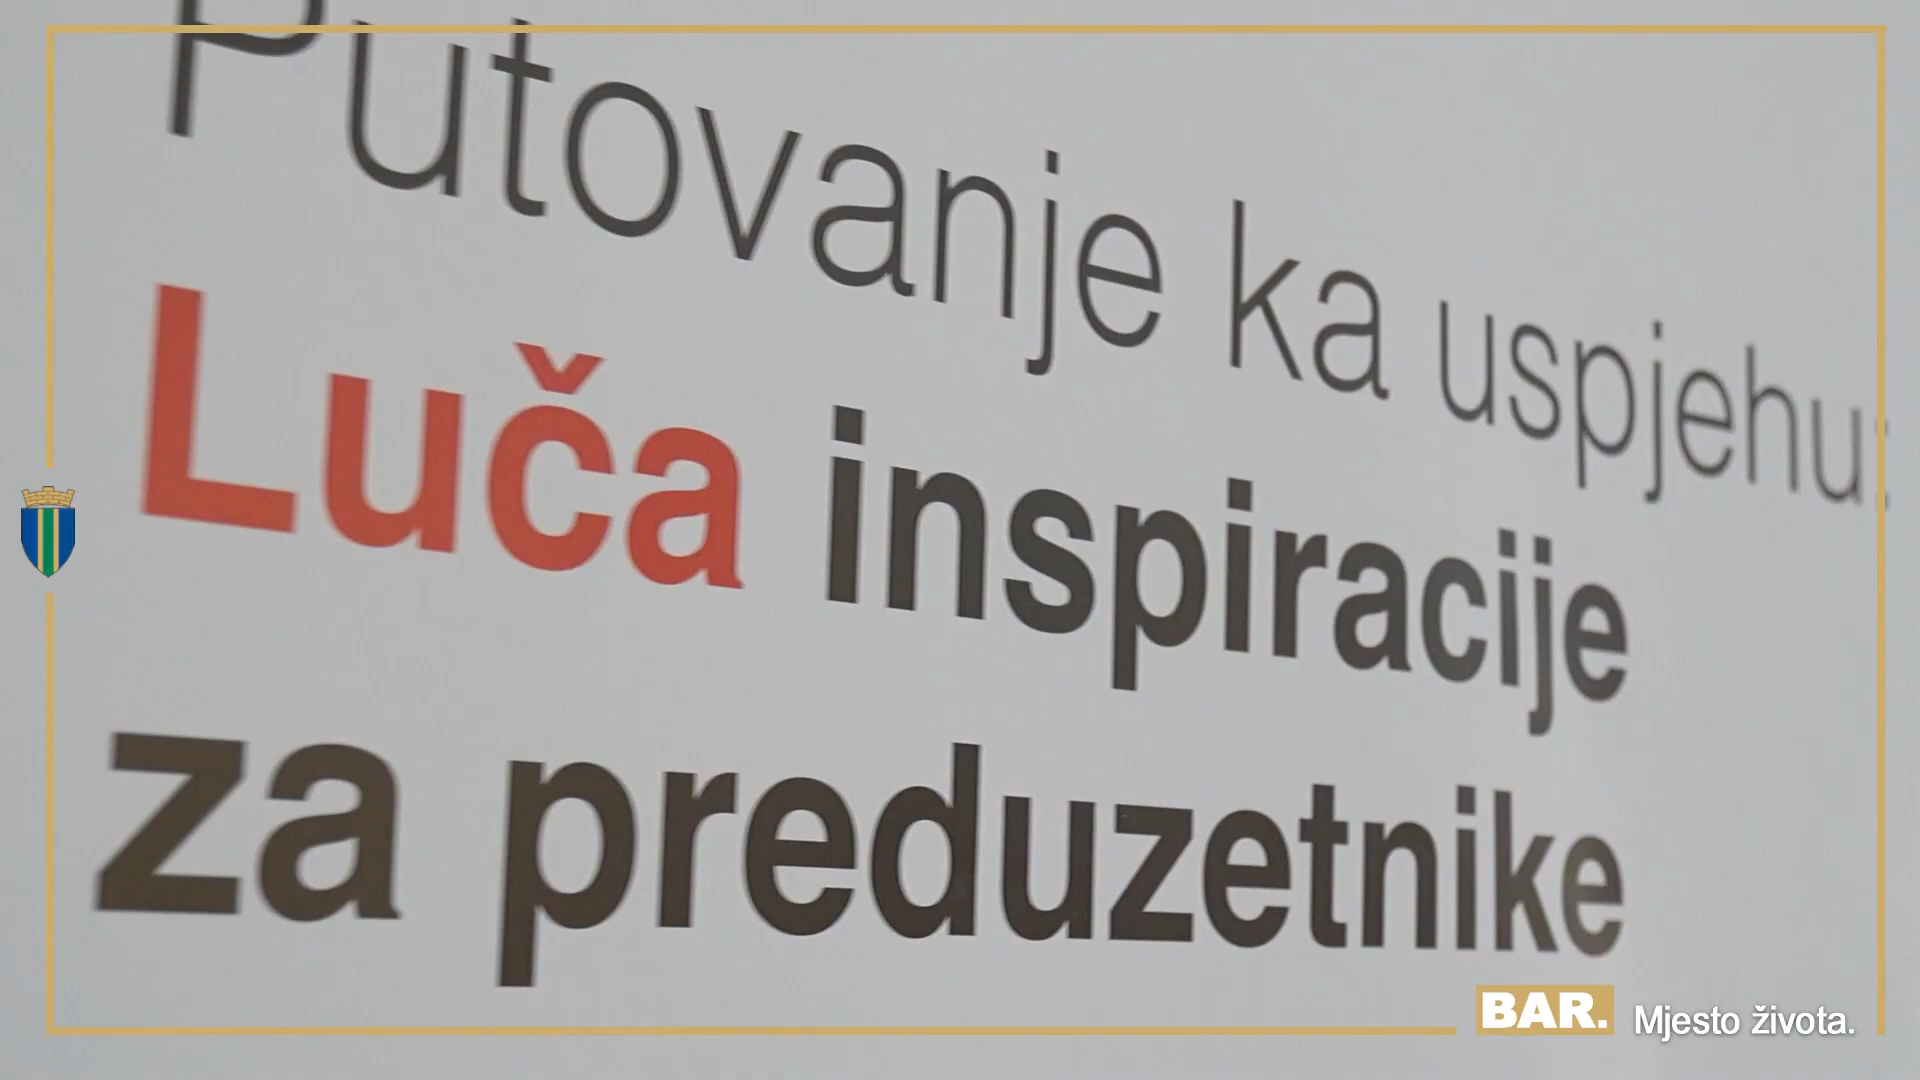 Putovanje ka uspjehu:
Luča inspiracije
za preduzetnike
BAR. Mjesto života.